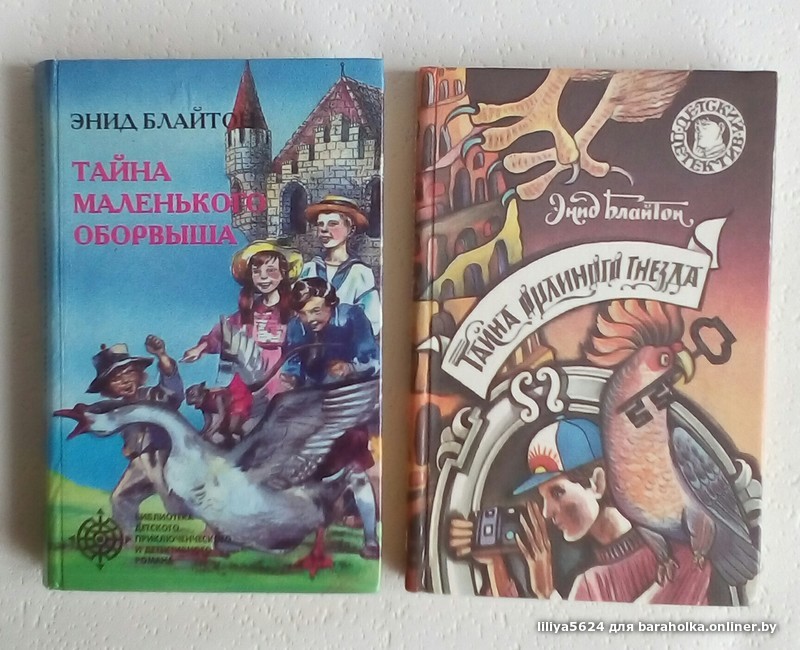 ЭНИД БЛАЙТОН
ТАЙНА
МАЛЕНЬКОГО
ОБОРВЫША
БИБЛИОТЕКА
ДЕТСКОГО
ПРИКЛЮЧЕНЧЕСКОГО
И ДЕТЕКТИВНОГО
РОМАНА
ДЕТСКИЙ
ДЕТЕКТИВ
Энид Блайтон
ТАЙНА ОРЛИНОГО ГНЕЗДА
liliya5624 для baraholka.onliner.by